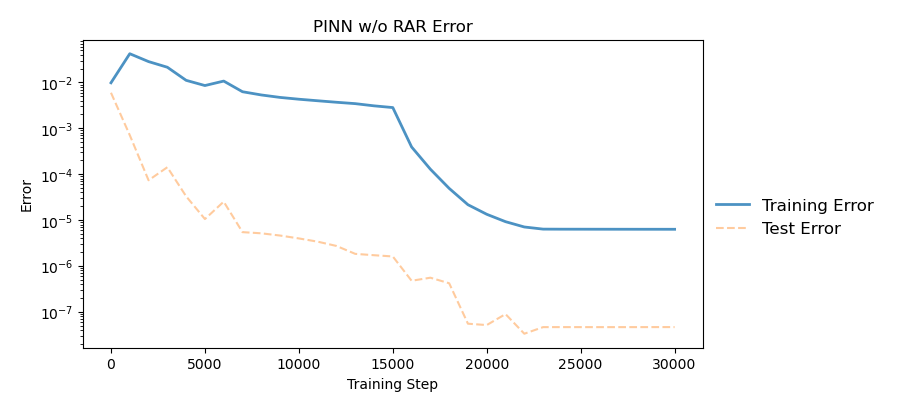 PINN w/o RAR Error
Error
10⁻²
10⁻³
10⁻⁴
10⁻⁵
10⁻⁶
10⁻⁷
0 5000 10000 15000 20000 25000 30000
Training Step
Training Error
Test Error